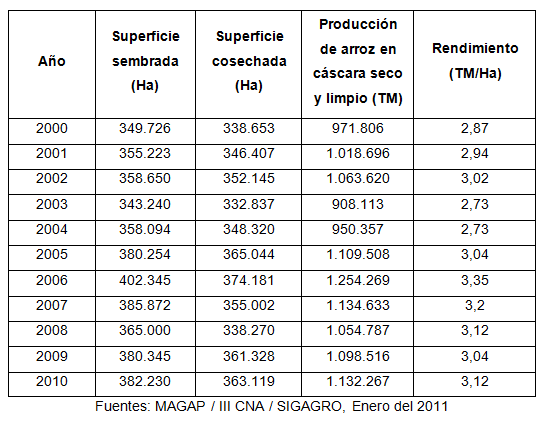 Año Superficie sembrada (Ha) Superficie cosechada (Ha) Producción de arroz en cáscara seco y limpio (TM) Rendimiento (TM/Ha)
2000 349.726 338.653 971.806 2,87
2001 355.223 346.407 1.018.696 2,94
2002 358.650 352.145 1.063.620 3,02
2003 343.240 332.837 908.113 2,73
2004 358.094 348.320 950.357 2,73
2005 380.254 365.044 1.109.508 3,04
2006 402.345 374.181 1.254.269 3,35
2007 385.872 355.002 1.134.633 3,2
2008 365.000 338.270 1.054.787 3,12
2009 380.345 361.328 1.098.516 3,04
2010 382.230 363.119 1.132.267 3,12
Fuentes: MAGAP / III CNA / SIGAGRO, Enero del 2011